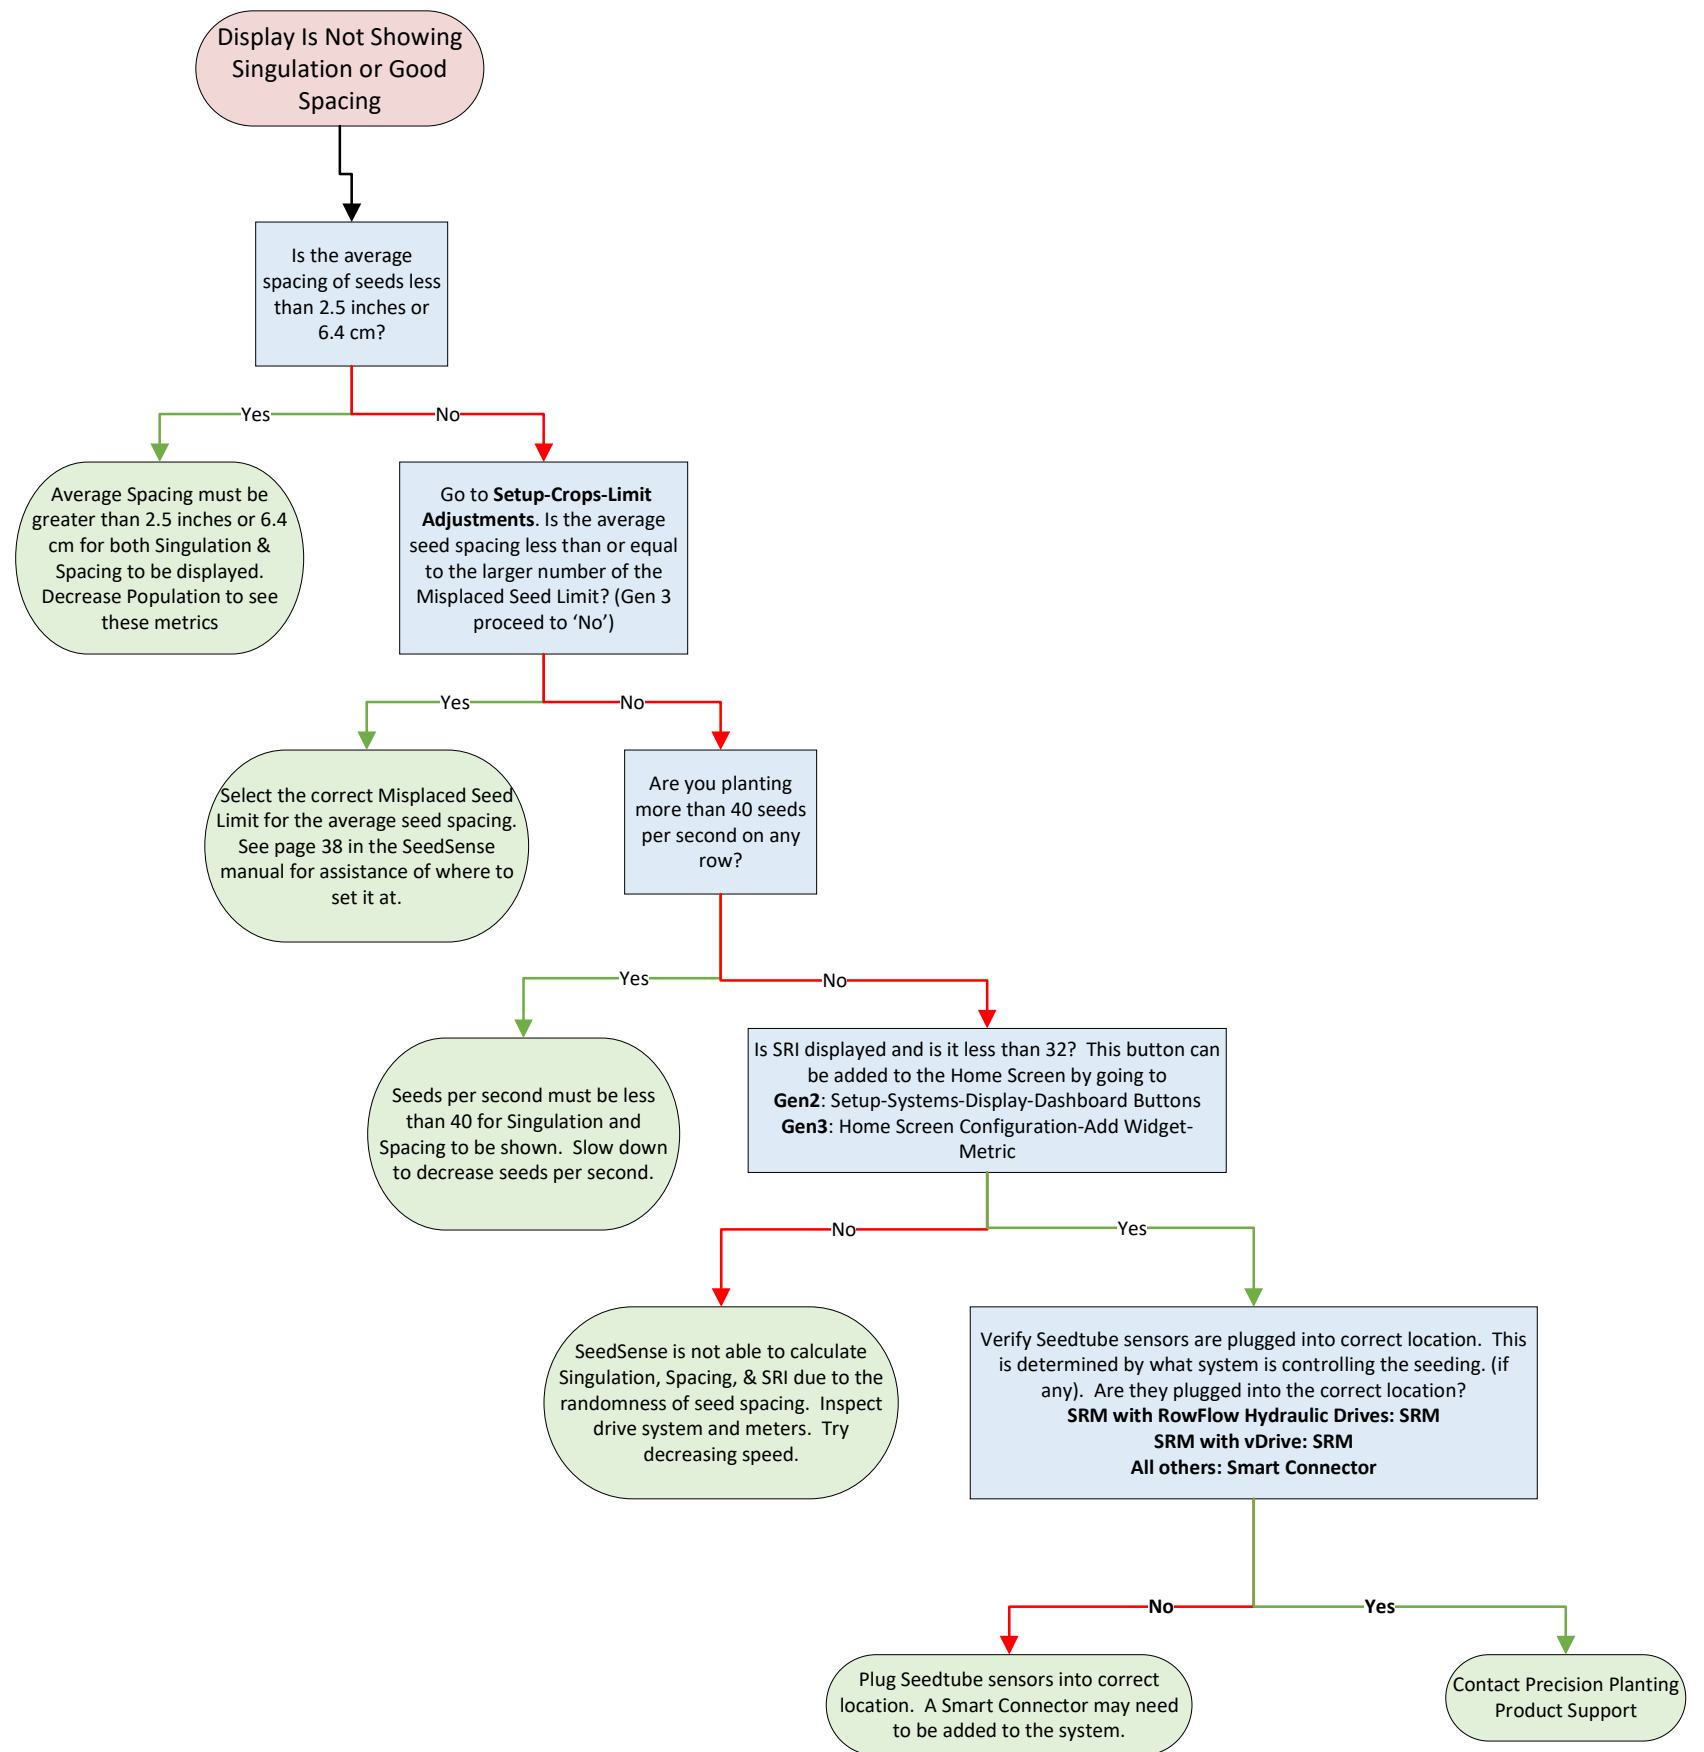 Display Is Not Showing
Singulation or Good
Spacing
Is the average
spacing of seeds less
than 2.5 inches or
6.4 cm?
Yes
No
Average Spacing must be
greater than 2.5 inches or 6.4
cm for both Singulation &
Spacing to be displayed.
Decrease Population to see
these metrics
Go to Setup-Crops-Limit
Adjustments. Is the average
seed spacing less than or equal
to the larger number of the
Misplaced Seed Limit? (Gen 3
proceed to ‘No’)
Yes
No
Select the correct Misplaced Seed
Limit for the average seed spacing.
See page 38 in the SeedSense
manual for assistance of where to
set it at.
Are you planting
more than 40 seeds
per second on any
row?
Yes
No
Seeds per second must be less
than 40 for Singulation and
Spacing to be shown.  Slow down
to decrease seeds per second.
Is SRI displayed and is it less than 32?  This button can
be added to the Home Screen by going to
Gen2: Setup-Systems-Display-Dashboard Buttons
Gen3: Home Screen Configuration-Add Widget-
Metric
No
Yes
SeedSense is not able to calculate
Singulation, Spacing, & SRI due to the
randomness of seed spacing.  Inspect
drive system and meters.  Try
decreasing speed.
Verify Seedtube sensors are plugged into correct location.  This
is determined by what system is controlling the seeding. (if
any).  Are they plugged into the correct location?
SRM with RowFlow Hydraulic Drives: SRM
SRM with vDrive: SRM
All others: Smart Connector
No
Yes
Plug Seedtube sensors into correct
location.  A Smart Connector may need
to be added to the system.
Contact Precision Planting
Product Support